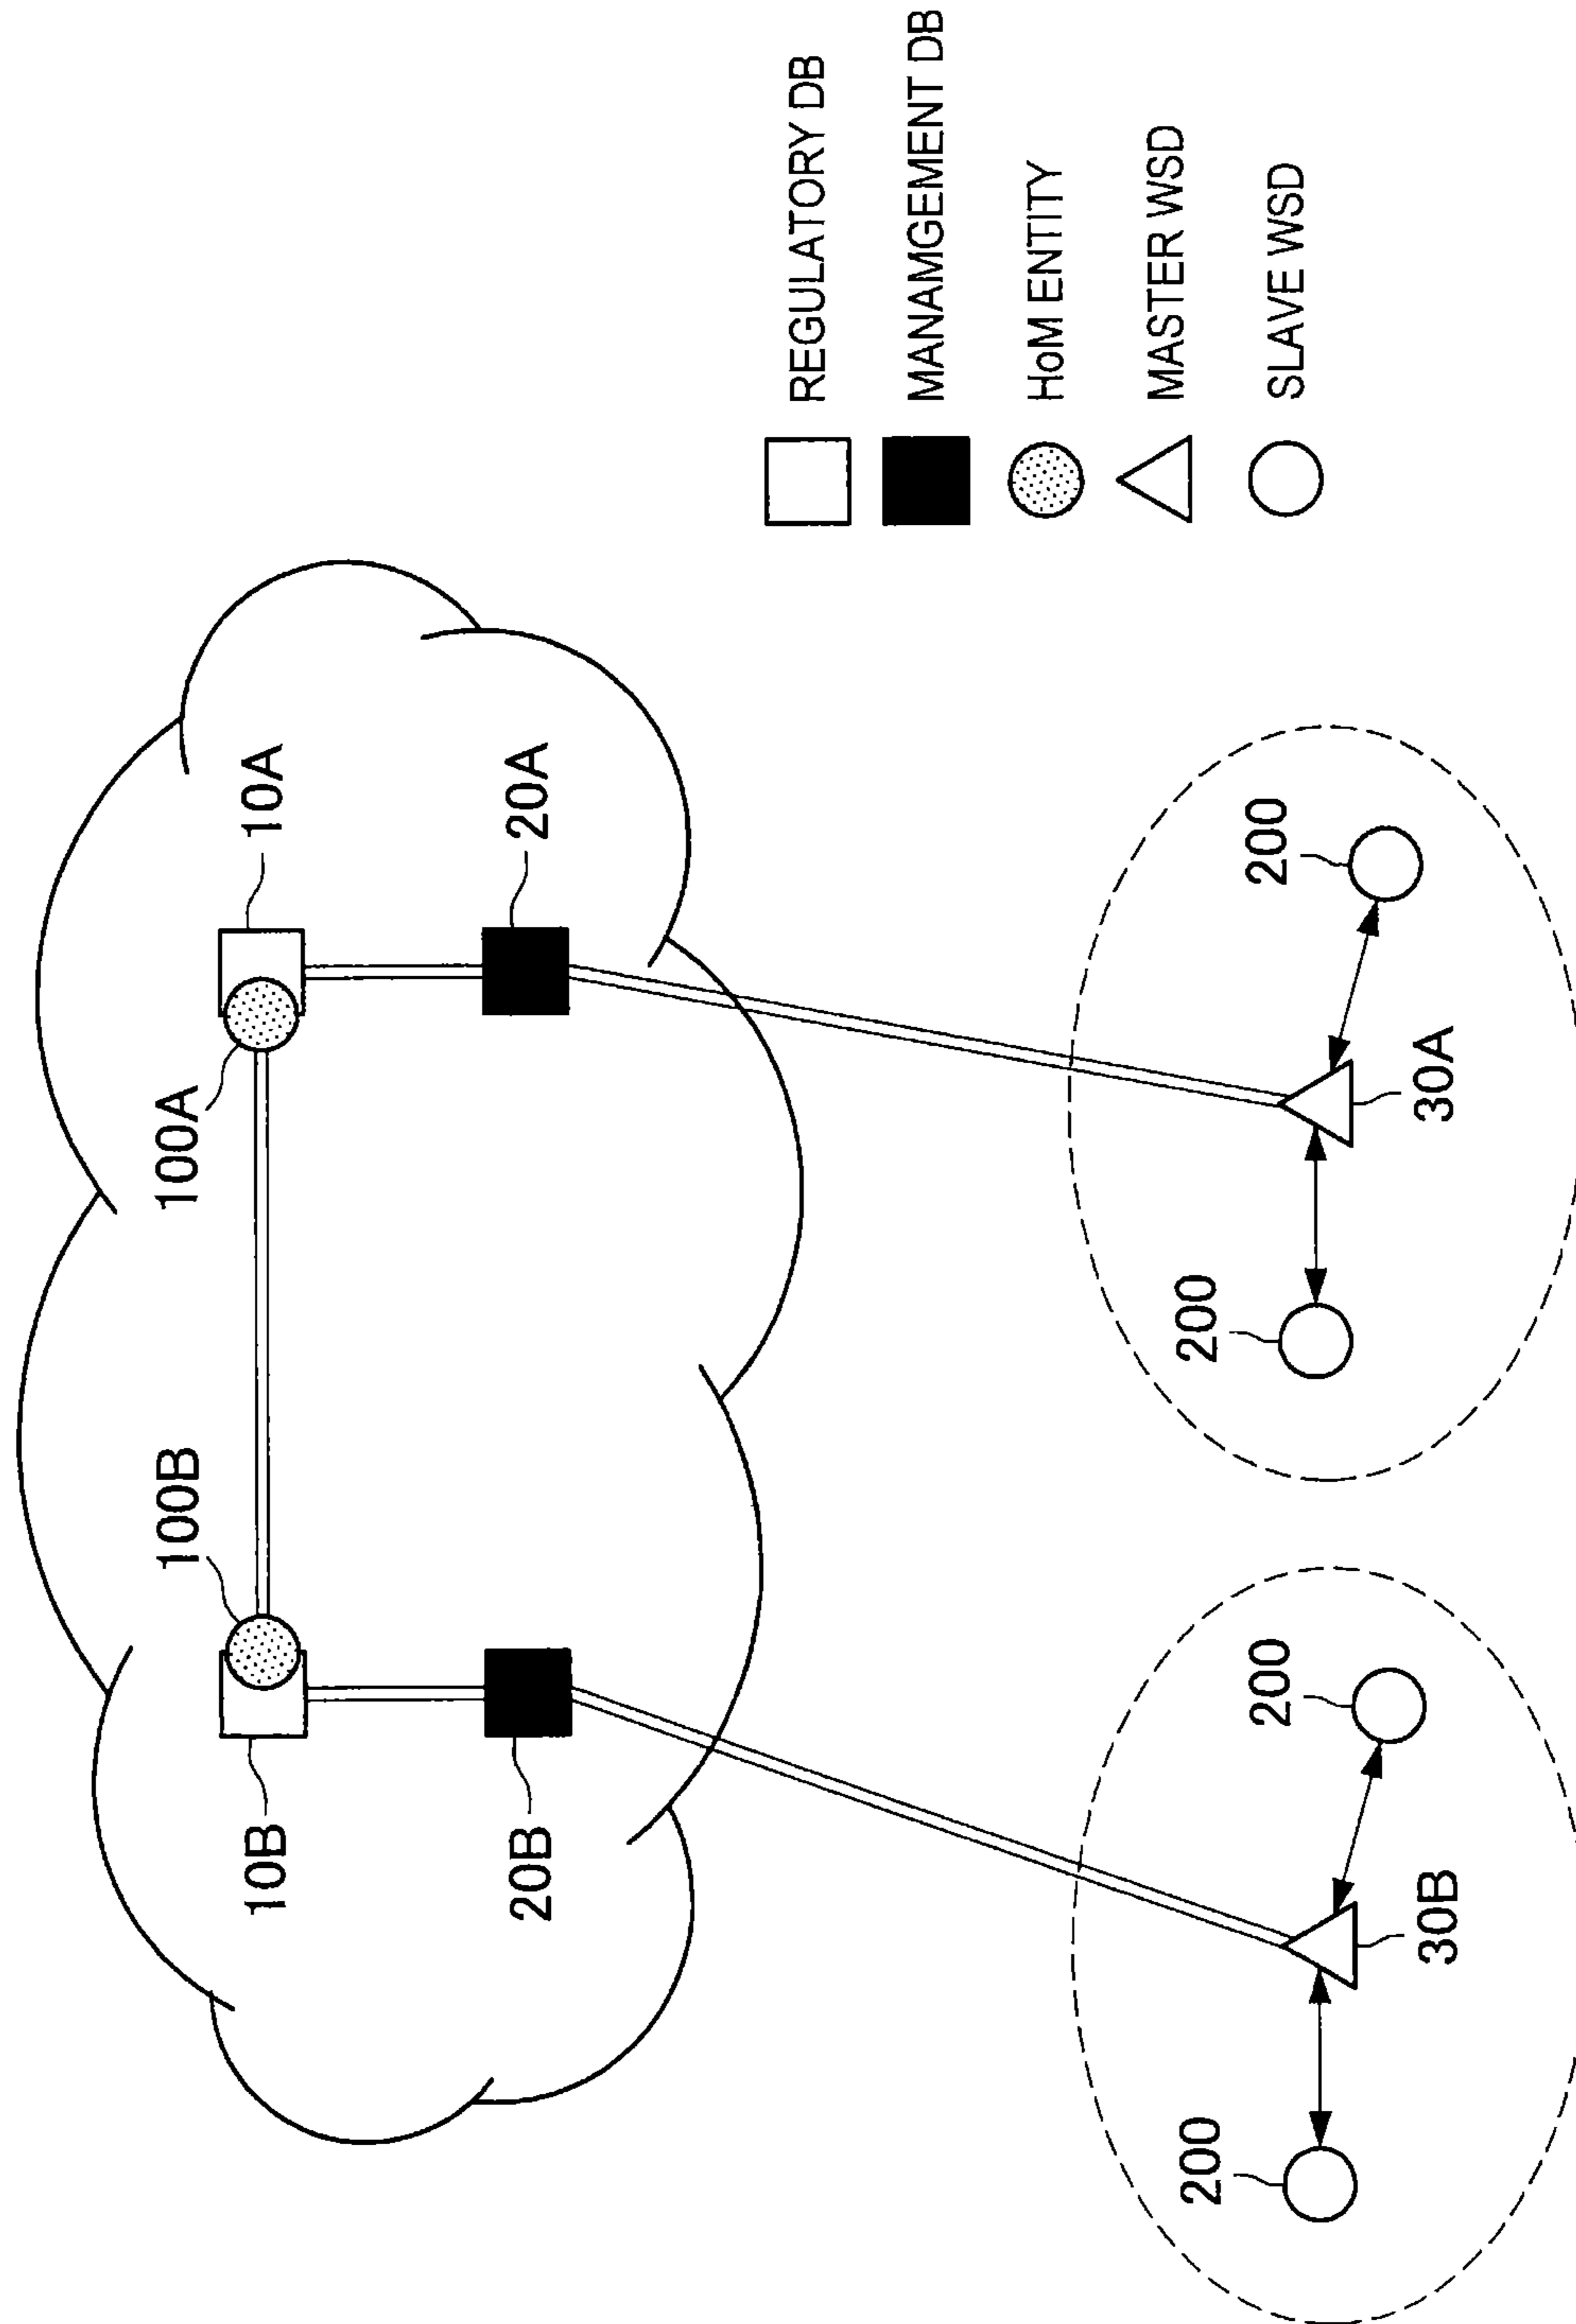 100B
100A
10B
10A
20B
20A
REGULATORY DB
MANAMGEMENT DB
HoM ENTITY
MASTER WSD
SLAVE WSD
200
200
200
200
30B
30A